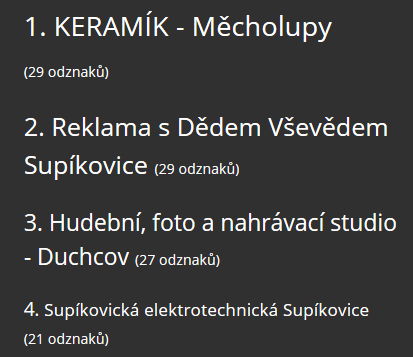 1. KERAMÍK - Měcholupy
(29 odznaků)
2. Reklama s Dědem Vševědem
Supíkovice (29 odznaků)
3. Hudební, foto a nahrávací studio
- Duchcov (27 odznaků)
4. Supíkovická elektrotechnická Supíkovice
(21 odznaků)